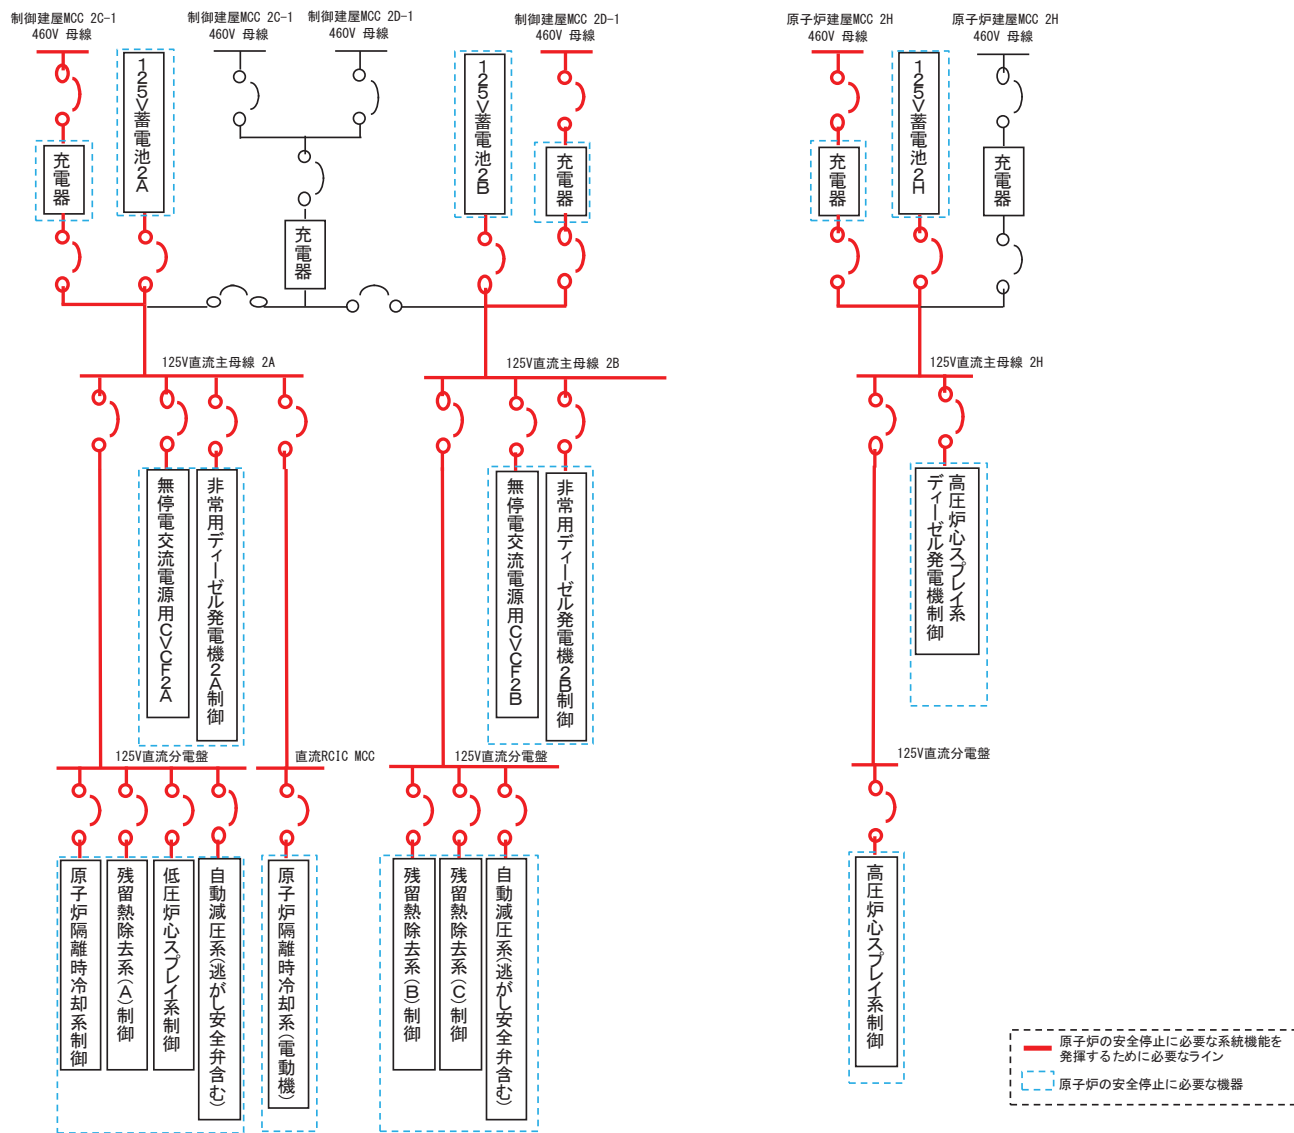 制御建屋MCC 2C-1
460V 母線
制御建屋MCC 2C-1
460V 母線
制御建屋MCC 2D-1
460V 母線
制御建屋MCC 2D-1
460V 母線
原子炉建屋MCC 2H
460V 母線
原子炉建屋MCC 2H
460V 母線
充電器
125V蓄電池2A
充電器
125V蓄電池2B
充電器
充電器
125V蓄電池2H
充電器
125V直流主母線 2A
125V直流主母線 2B
125V直流主母線 2H
無停電交流電源用CVCF2A
非常用ディーゼル発電機2A制御
無停電交流電源用CVCF2B
非常用ディーゼル発電機2B制御
高圧炉心スプレイ系
ディーゼル発電機制御
125V直流分電盤
直流RCIC MCC
125V直流分電盤
125V直流分電盤
原子炉隔離時冷却系制御
残留熱除去系(A)制御
低圧炉心スプレイ系制御
自動減圧系(逃がし安全弁含む)
原子炉隔離時冷却系(電動機)
残留熱除去系(B)制御
残留熱除去系(C)制御
自動減圧系(逃がし安全弁含む)
高圧炉心スプレイ系制御
原子炉の安全停止に必要な系統機能を
発揮するために必要なライン
原子炉の安全停止に必要な機器